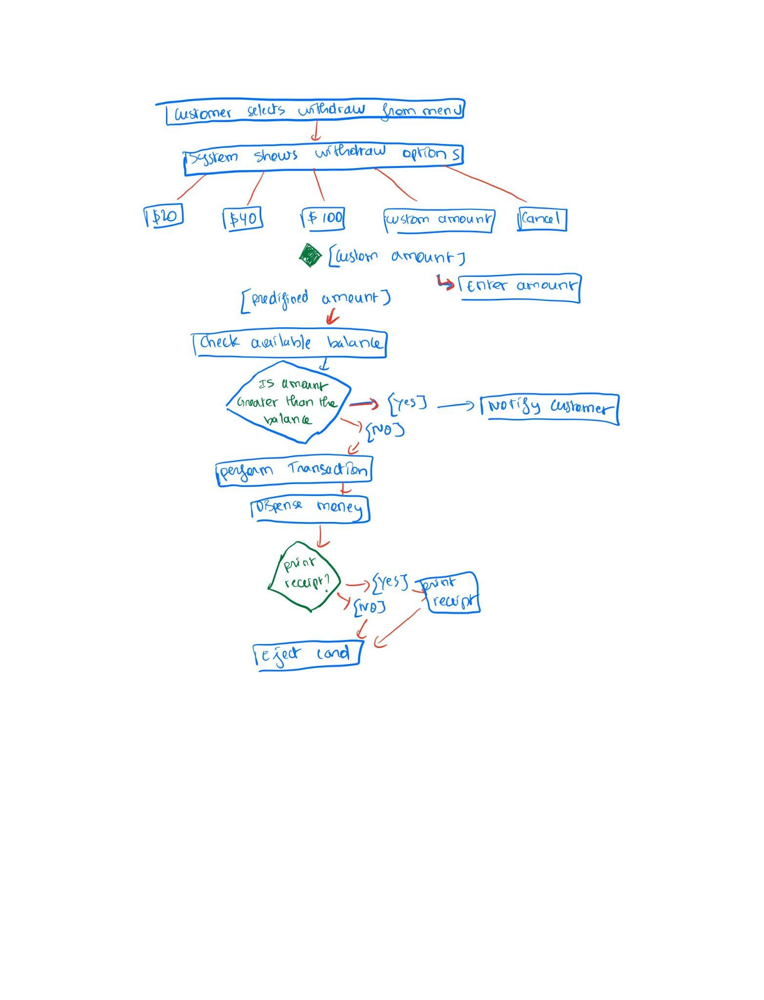 Customer selects withdraw from menu
System shows withdraw options
$20 $40 $100 Custom amount Cancel
[Custom amount]
Enter amount
[predifined amount]
Check available balance
Is amount
Greater than the
balance
[Yes] Notify customer
[NO]
perform Transaction
Dispense money
print
receipt?
[Yes] print
receipt
[NO]
Eject card